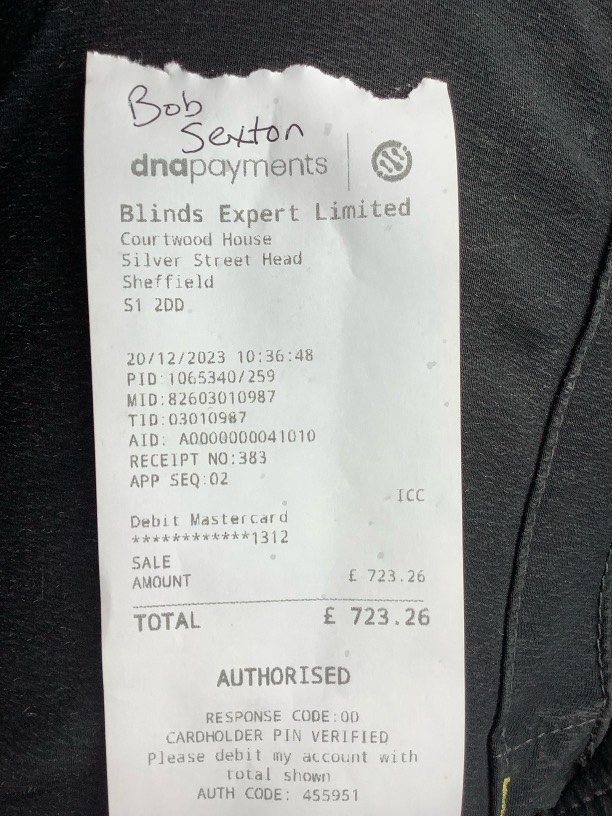 Bob
Sexton
dnapayments
Blinds Expert Limited
Courtwood House
Silver Street Head
Sheffield
S1 2DD
20/12/2023 10:36:48
PID:1065340/259
MID:82603010987
TID:03010987
AID: A0000000041010
RECEIPT NO:383
APP SEQ:02
ICC
Debit Mastercard
************1312
SALE
AMOUNT £ 723.26
TOTAL £ 723.26
AUTHORISED
RESPONSE CODE:00
CARDHOLDER PIN VERIFIED
Please debit my account with
total shown
AUTH CODE: 455951